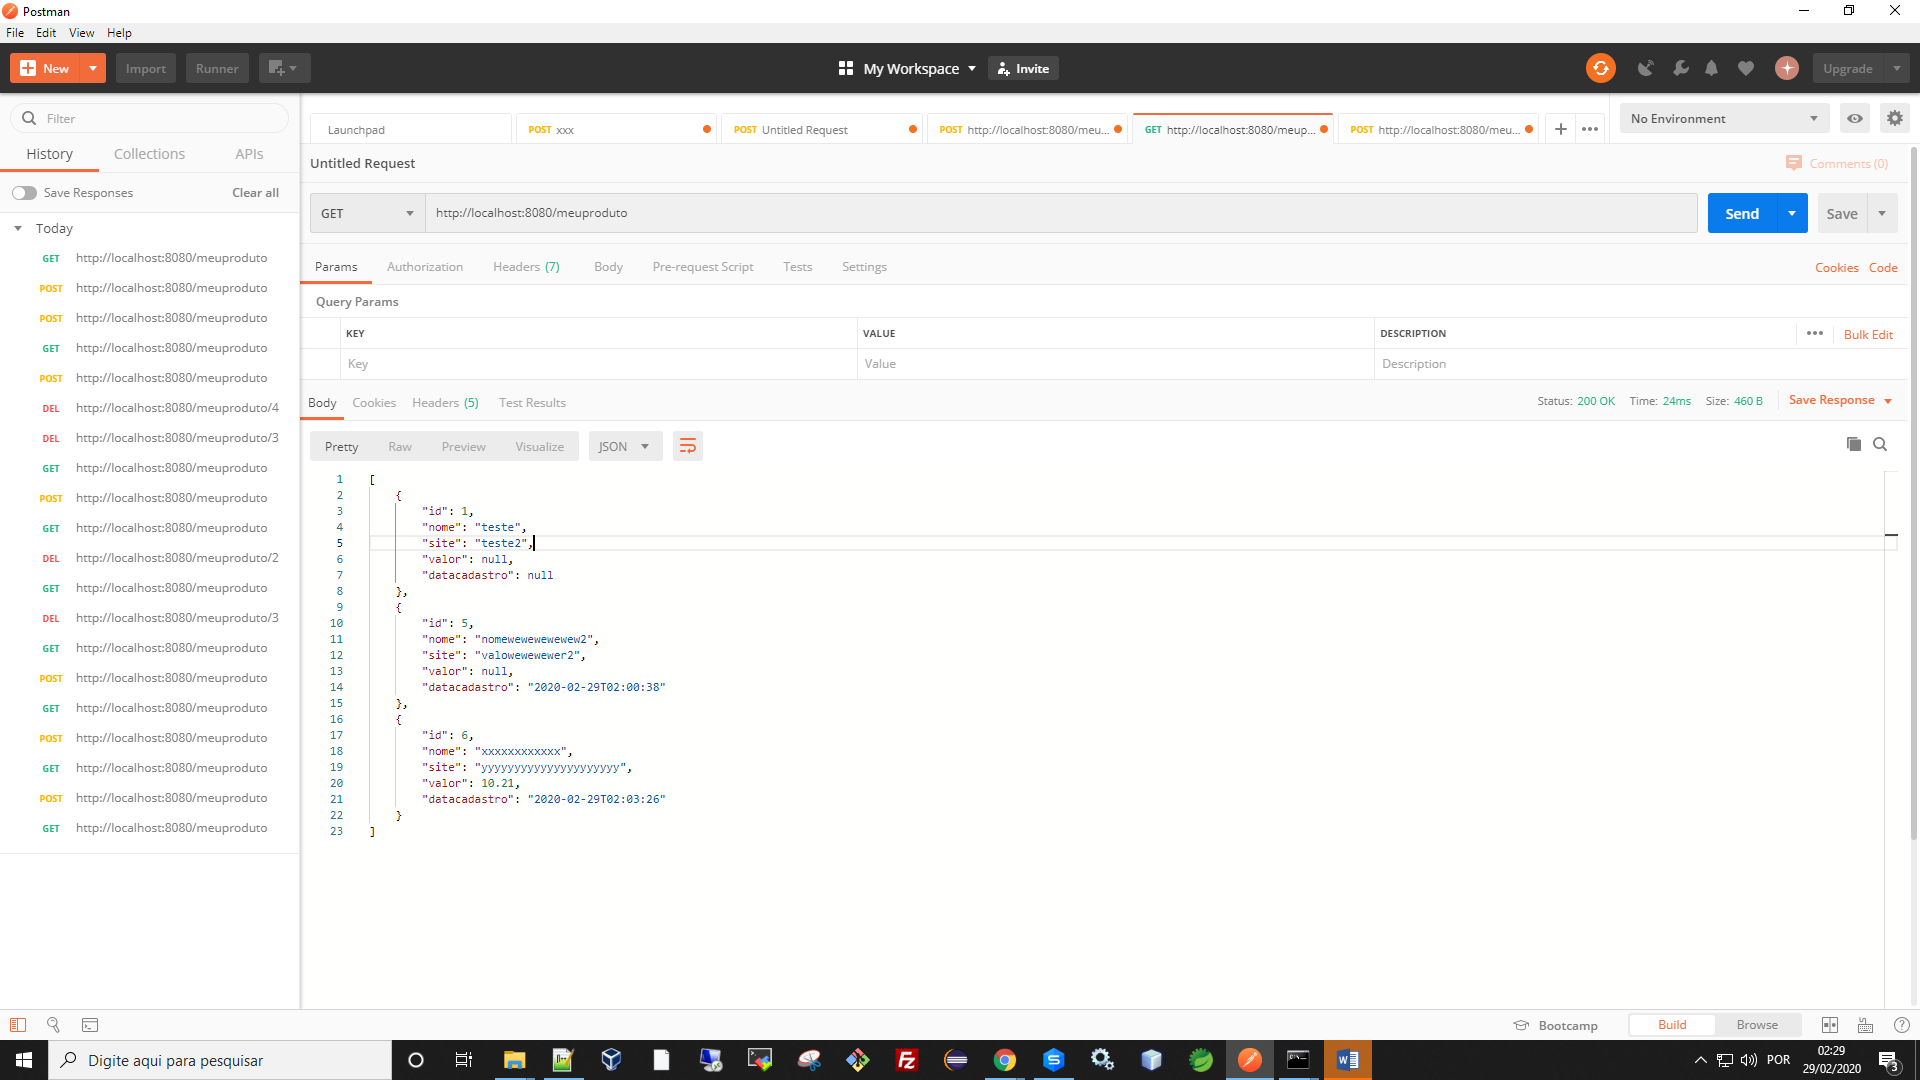 Postman
File Edit View Help
New Import Runner My Workspace Invite Upgrade
Filter
History Collections APIs
Save Responses Clear all
Today
GET http://localhost:8080/meuproduto
POST http://localhost:8080/meuproduto
POST http://localhost:8080/meuproduto
GET http://localhost:8080/meuproduto
POST http://localhost:8080/meuproduto
DEL http://localhost:8080/meuproduto/4
DEL http://localhost:8080/meuproduto/3
GET http://localhost:8080/meuproduto
POST http://localhost:8080/meuproduto
GET http://localhost:8080/meuproduto
DEL http://localhost:8080/meuproduto/2
GET http://localhost:8080/meuproduto
DEL http://localhost:8080/meuproduto/3
GET http://localhost:8080/meuproduto
POST http://localhost:8080/meuproduto
GET http://localhost:8080/meuproduto
POST http://localhost:8080/meuproduto
GET http://localhost:8080/meuproduto
POST http://localhost:8080/meuproduto
GET http://localhost:8080/meuproduto
Launchpad POST xxx POST Untitled Request POST http://localhost:8080/meu... GET http://localhost:8080/meup... POST http://localhost:8080/meu... No Environment
Untitled Request Comments (0)
GET http://localhost:8080/meuproduto Send Save
Params Authorization Headers (7) Body Pre-request Script Tests Settings Cookies Code
Query Params
KEY VALUE DESCRIPTION Bulk Edit
Key Value Description
Body Cookies Headers (5) Test Results Status: 200 OK Time: 24ms Size: 460 B Save Response
Pretty Raw Preview Visualize JSON
1 [
2 {
3 "id": 1,
4 "nome": "teste",
5 "site": "teste2",
6 "valor": null,
7 "datacadastro": null
8 },
9 {
10 "id": 5,
11 "nome": "nomewewewewewew2",
12 "site": "valowewewewer2",
13 "valor": null,
14 "datacadastro": "2020-02-29T02:00:38"
15 },
16 {
17 "id": 6,
18 "nome": "xxxxxxxxxxxx",
19 "site": "yyyyyyyyyyyyyyyyyyyyy",
20 "valor": 10.21,
21 "datacadastro": "2020-02-29T02:03:26"
22 }
23 ]
Bootcamp Build Browse
Digite aqui para pesquisar POR 02:29
29/02/2020 3